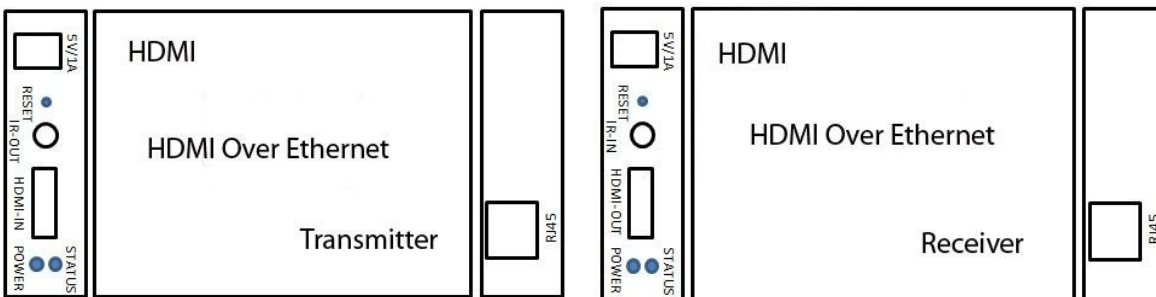 5V/1A
RESET
IR-OUT
HDMI-IN
POWER
STATUS
HDMI
HDMI Over Ethernet
Transmitter
RJ45
5V/1A
RESET
IR-IN
HDMI-OUT
POWER
STATUS
HDMI
HDMI Over Ethernet
Receiver
RJ45